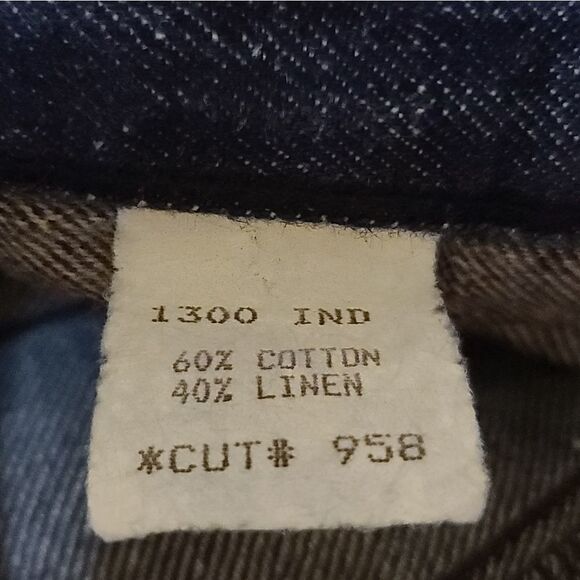 1300 IND
60% COTTON
40% LINEN
*CUT# 958